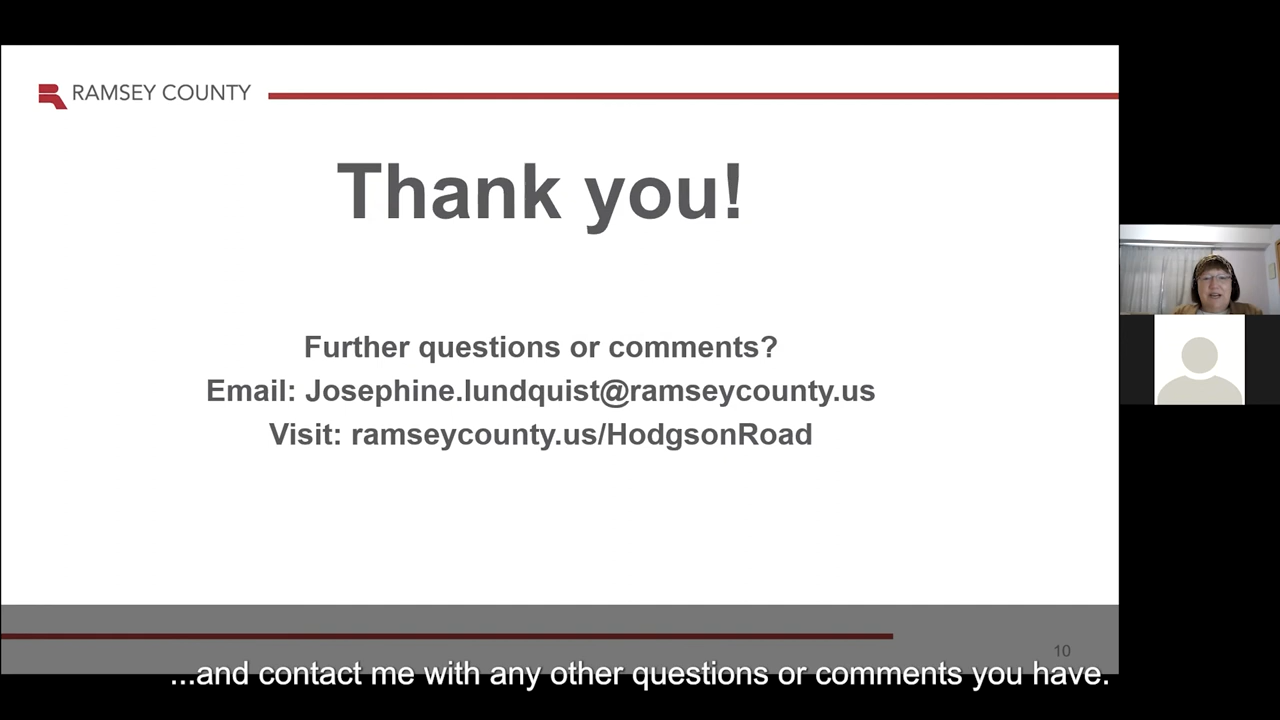 RAMSEY COUNTY
Thank you!
Further questions or comments?
Email: Josephine.lundquist@ramseycounty.us
Visit: ramseycounty.us/HodgsonRoad
10
...and contact me with any other questions or comments you have.